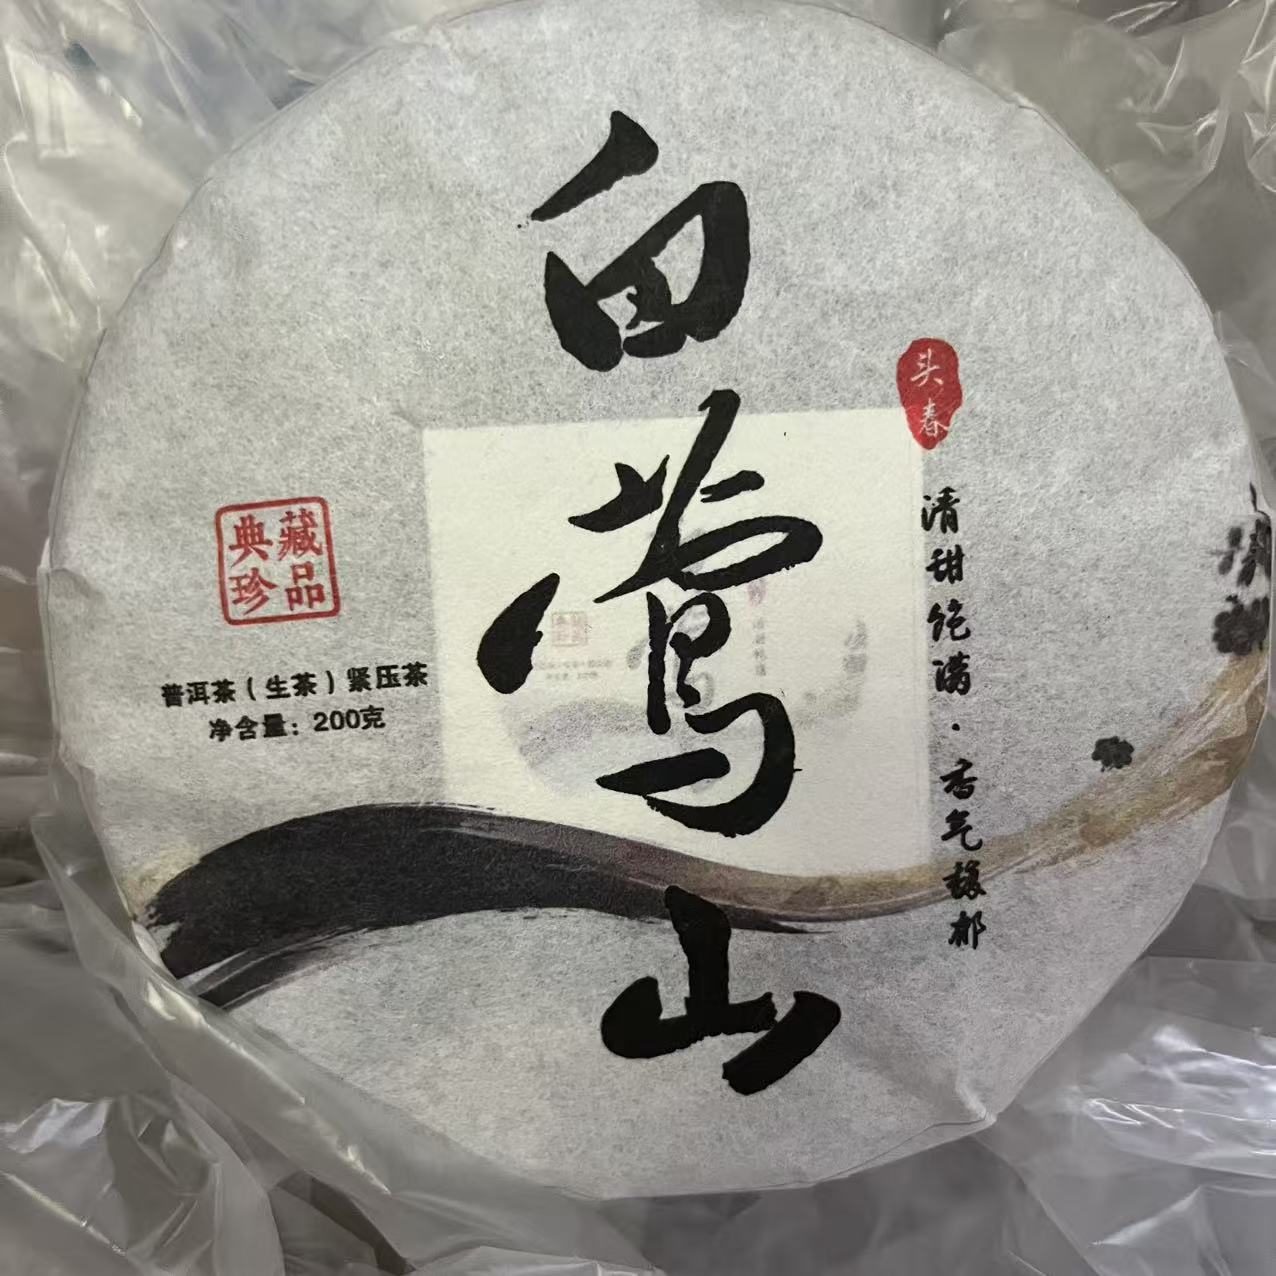 白莺山
头春
清甜饱满·香气馥郁
典藏
珍品
普洱茶（生茶）紧压茶
净含量：200克